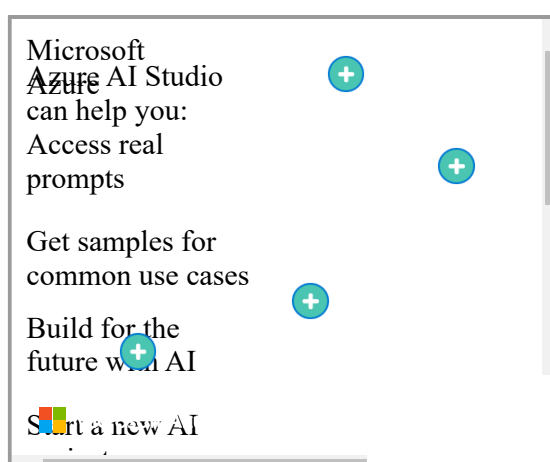 Microsoft
Azure
Azure AI Studio
can help you:
Access real
prompts
Get samples for
common use cases
Build for the
future with AI
Start a new AI